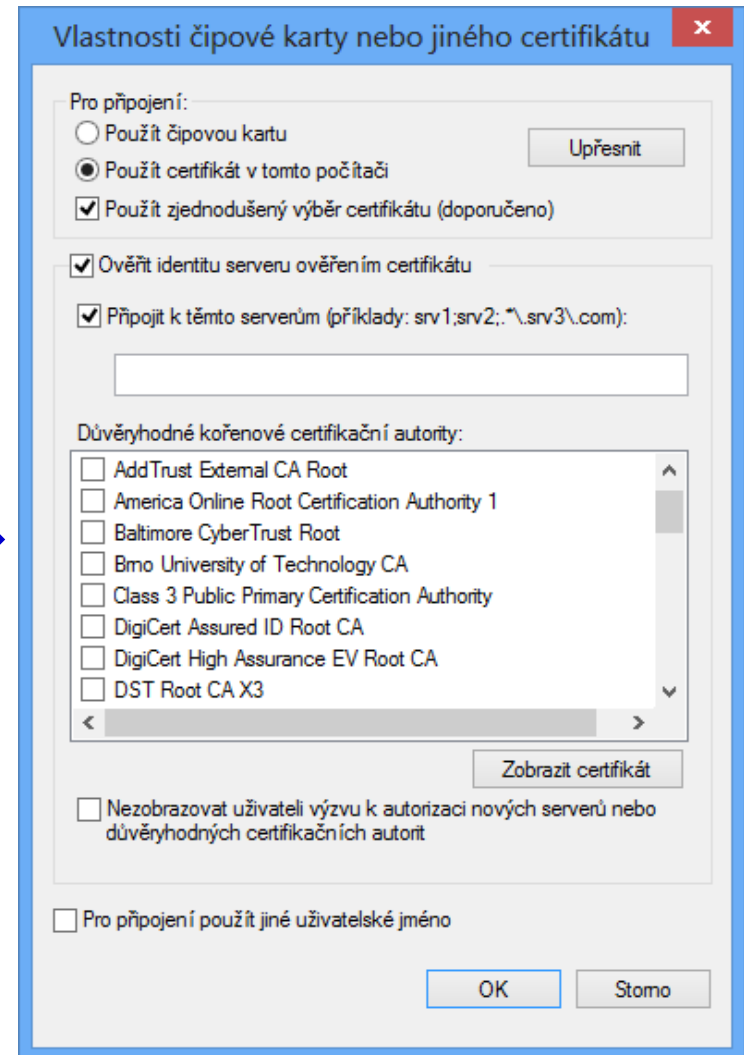 Vlastnosti čipové karty nebo jiného certifikátu
Pro připojení:
Použít čipovou kartu
Upřesnit
Použít certifikát v tomto počítači
Použít zjednodušený výběr certifikátu (doporučeno)
Ověřit identitu serveru ověřením certifikátu
Připojit k těmto serverům (příklady: srv1;srv2;.*\.srv3\.com):
Důvěryhodné kořenové certifikační autority:
AddTrust External CA Root
America Online Root Certification Authority 1
Baltimore CyberTrust Root
Brno University of Technology CA
Class 3 Public Primary Certification Authority
DigiCert Assured ID Root CA
DigiCert High Assurance EV Root CA
DST Root CA X3
Zobrazit certifikát
Nezobrazovat uživateli výzvu k autorizaci nových serverů nebo
důvěryhodných certifikačních autorit
Pro připojení použít jiné uživatelské jméno
OK
Storno